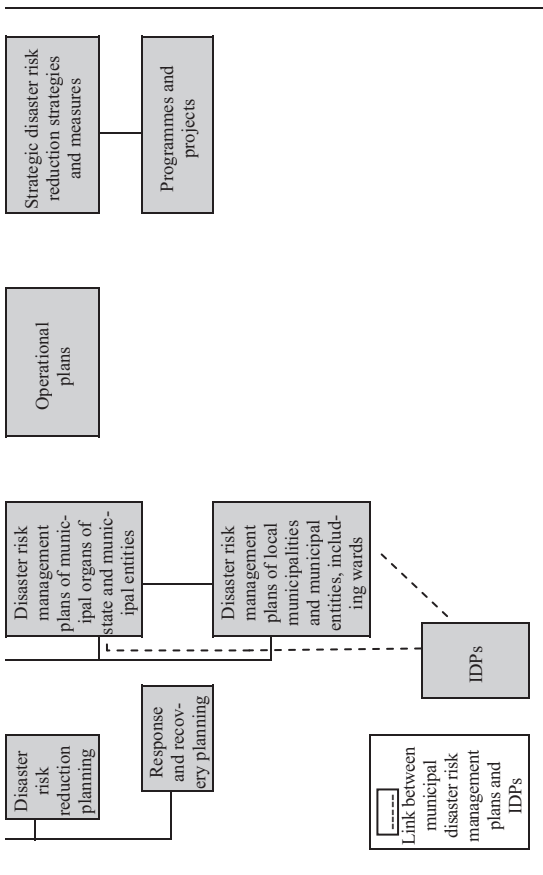 Disaster
risk
reduction
planning
Response
and recov-
ery planning
Disaster risk
management
plans of munic-
ipal organs of
state and munic-
ipal entities
Disaster risk
management
plans of local
municipalities
and municipal
entities, includ-
ing wards
Operational
plans
Strategic disaster risk
reduction strategies
and measures
Programmes and
projects
IDPs
Link between
municipal
disaster risk
management
plans and
IDPs